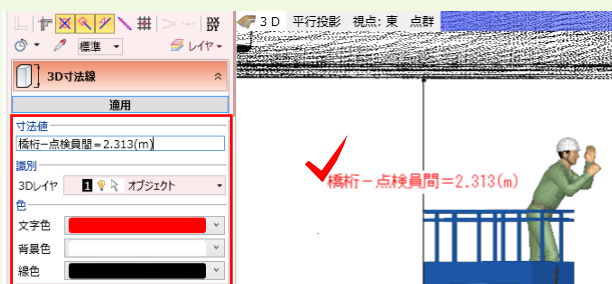 3D 平行投影 視点: 東 点群
標準
レイヤ
3D寸法線
適用
寸法値
橋桁−点検員間=2.313(m)
識別
3Dレイヤ 1 オブジェクト
色
文字色
背景色
線色
橋桁−点検員間=2.313(m)